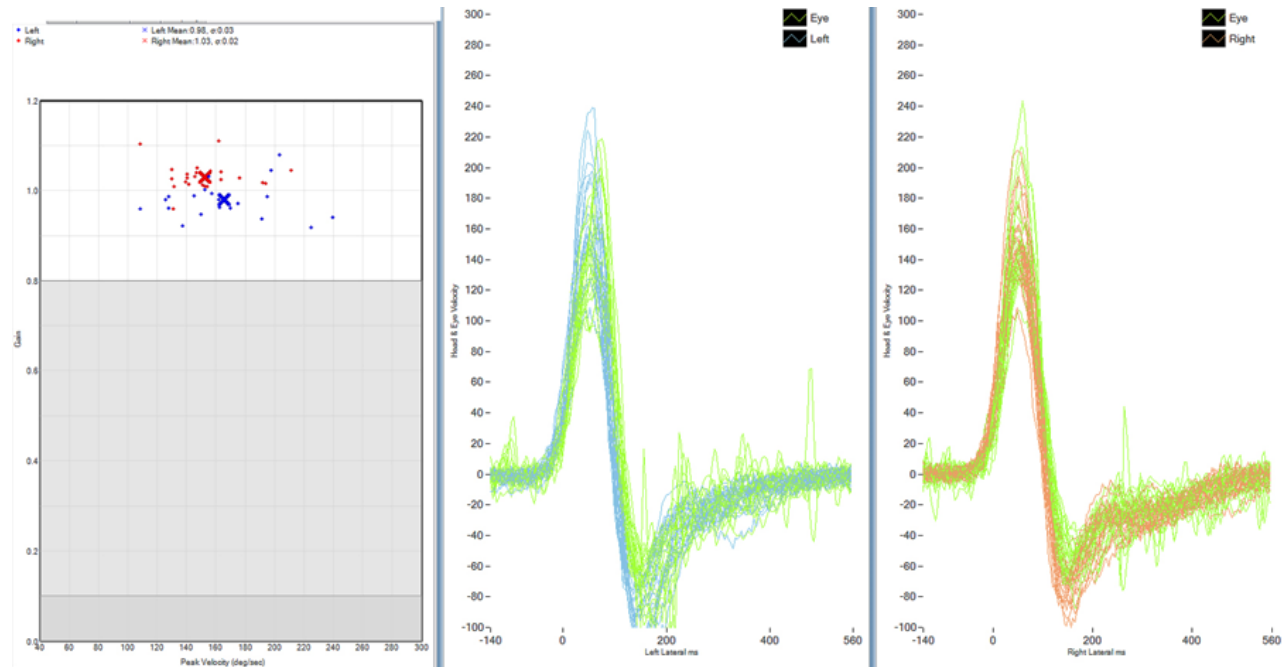 Left
Right
Left Mean:0.98, σ:0.03
Right Mean:1.03, σ:0.02
1.2
1.0
0.8
0.6
0.4
0.2
0.0
Gain
40 60 80 100 120 140 160 180 200 220 240 260 280 300
Peak Velocity (deg/sec)
Eye
Left
300
280
260
240
220
200
180
160
140
120
100
80
60
40
20
0
-20
-40
-60
-80
-100
Head & Eye Velocity
-140 0 200 400 560
Left Lateral ms
Eye
Right
300
280
260
240
220
200
180
160
140
120
100
80
60
40
20
0
-20
-40
-60
-80
-100
Head & Eye Velocity
-140 0 200 400 560
Right Lateral ms